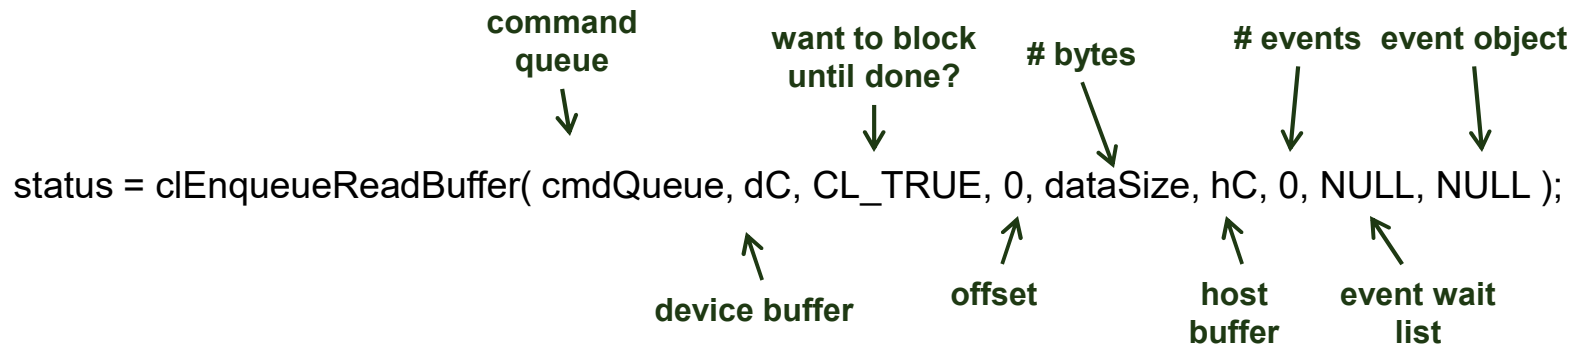 command
queue
want to block
until done?
# bytes
# events
event object
status = clEnqueueReadBuffer( cmdQueue, dC, CL_TRUE, 0, dataSize, hC, 0, NULL, NULL );
device buffer
offset
host
buffer
event wait
list